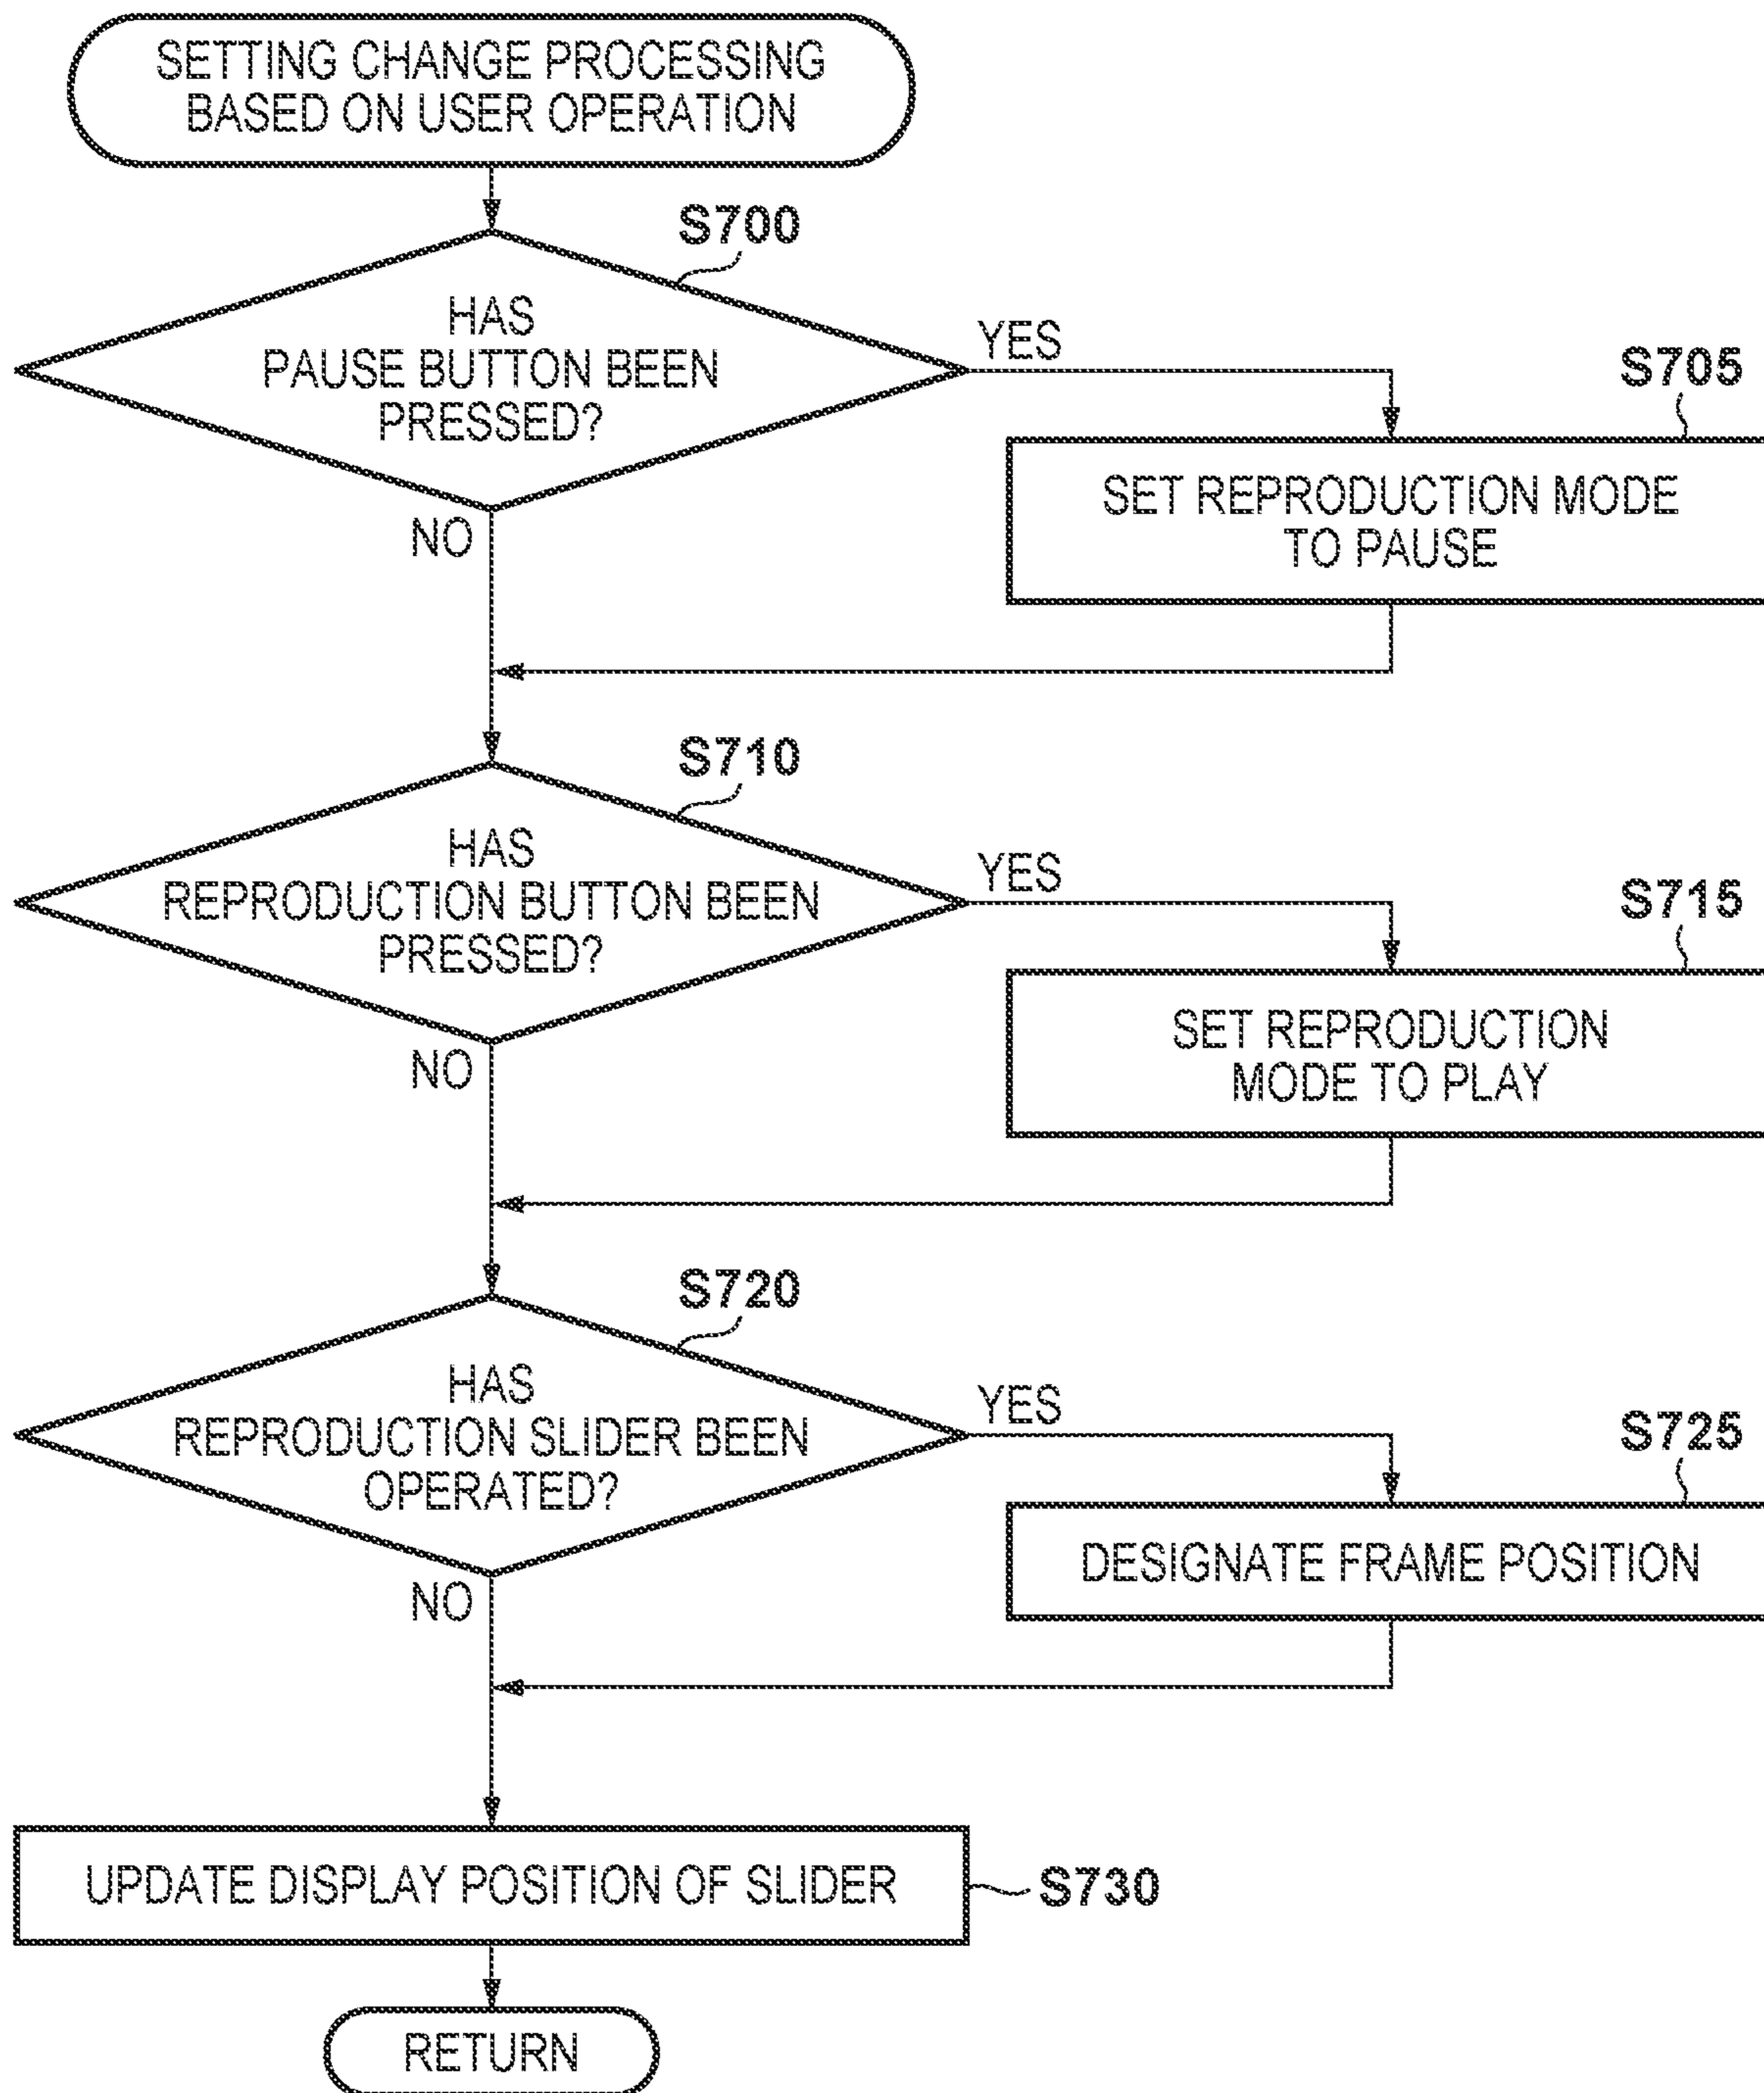 SETTING CHANGE PROCESSING
BASED ON USER OPERATION
S700
HAS
PAUSE BUTTON BEEN
PRESSED?
YES
NO
S705
SET REPRODUCTION MODE
TO PAUSE
S710
HAS
REPRODUCTION BUTTON BEEN
PRESSED?
YES
NO
S715
SET REPRODUCTION
MODE TO PLAY
S720
HAS
REPRODUCTION SLIDER BEEN
OPERATED?
YES
NO
S725
DESIGNATE FRAME POSITION
UPDATE DISPLAY POSITION OF SLIDER
S730
RETURN